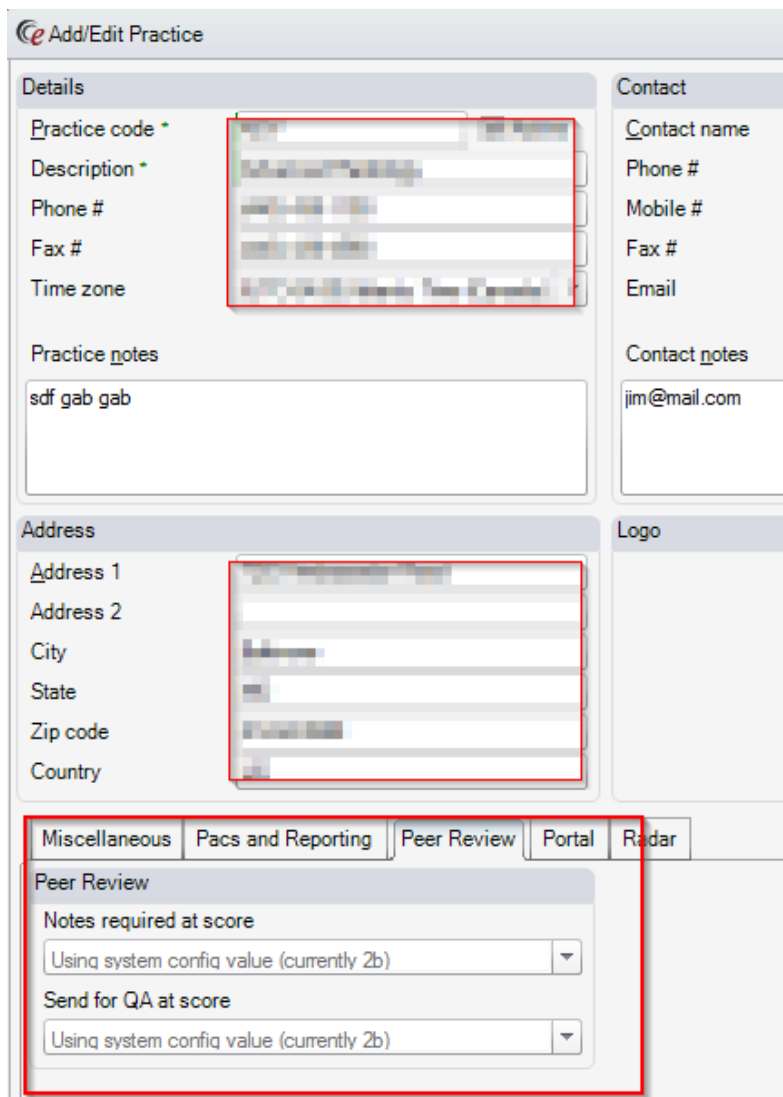 Add/Edit Practice
Details
Practice code *
Description *
Phone #
Fax #
Time zone
Practice notes
sdf gab gab
Contact
Contact name
Phone #
Mobile #
Fax #
Email
Contact notes
jim@mail.com
Address
Address 1
Address 2
City
State
Zip code
Country
Logo
Miscellaneous
Pacs and Reporting
Peer Review
Portal
Radar
Peer Review
Notes required at score
Using system config value (currently 2b)
Send for QA at score
Using system config value (currently 2b)